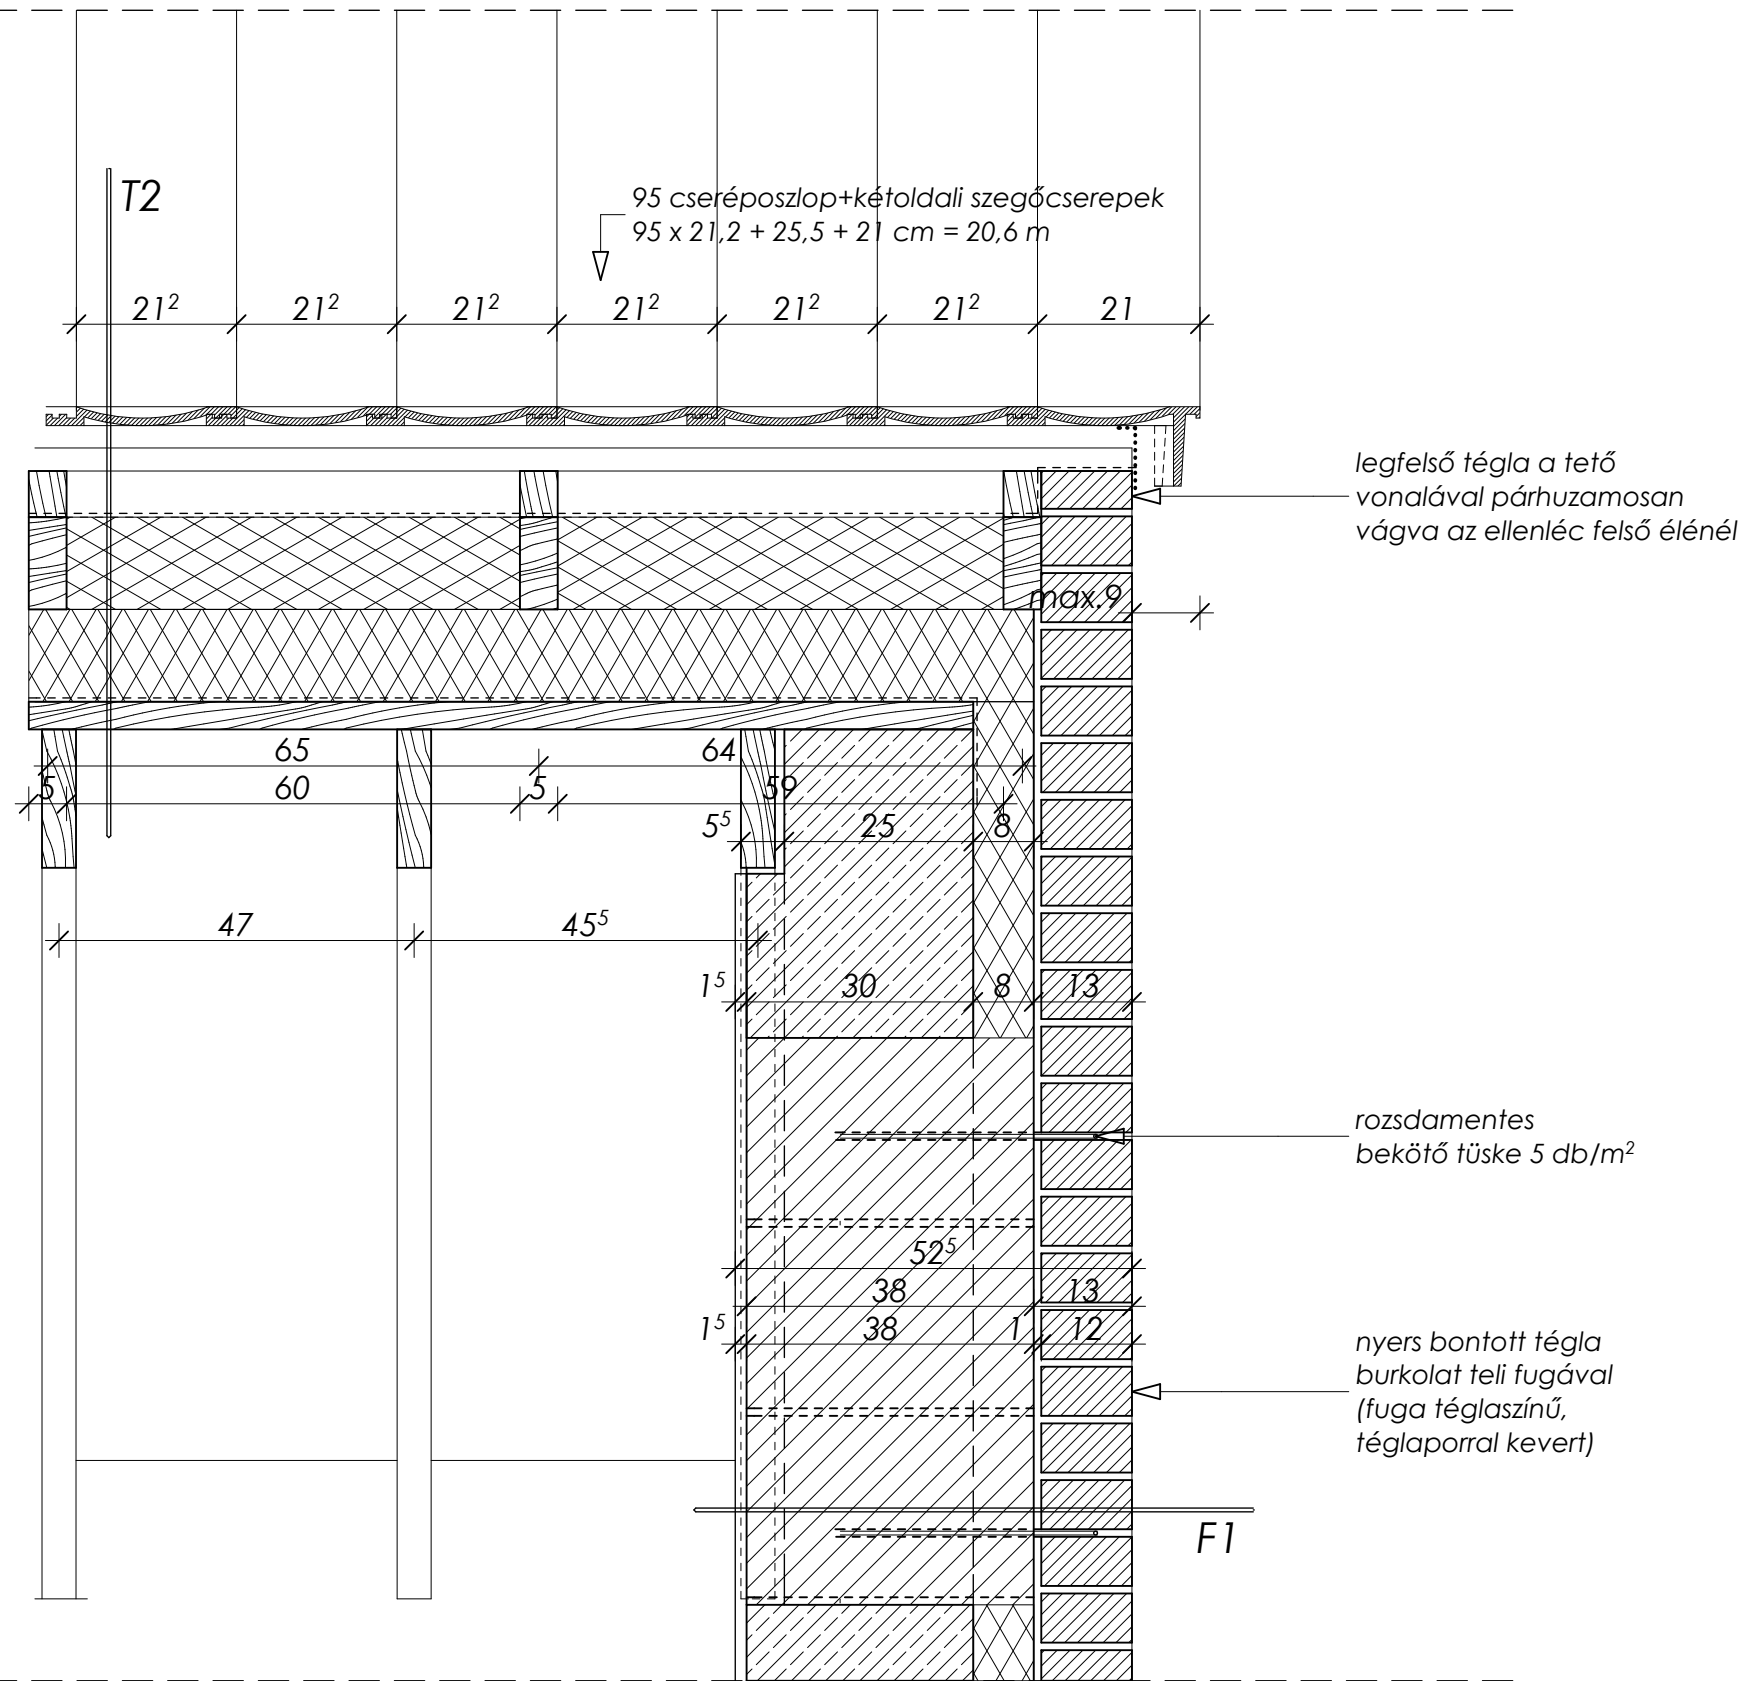 T2
95 cseréposzlop+kétoldali szegőcserepek
95 x 21,2 + 25,5 + 21 cm = 20,6 m
21² 21² 21² 21² 21² 21² 21
legfelső tégla a tető
vonalával párhuzamosan
vágva az ellenléc felső élénél
max.9
65 64
5 60 5 59
5⁵ 25 8
47 45⁵
1⁵ 30 8 13
rozsdamentes
bekötő tüske 5 db/m²
52⁵
38 13
1⁵ 38 1 12
nyers bontott tégla
burkolat teli fugával
(fuga téglaszínű,
téglaporral kevert)
F1